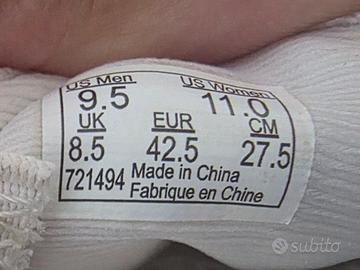 US Men US Women
9.5 11.0
UK EUR CM
8.5 42.5 27.5
721494 Made in China
Fabrique en Chine
subito